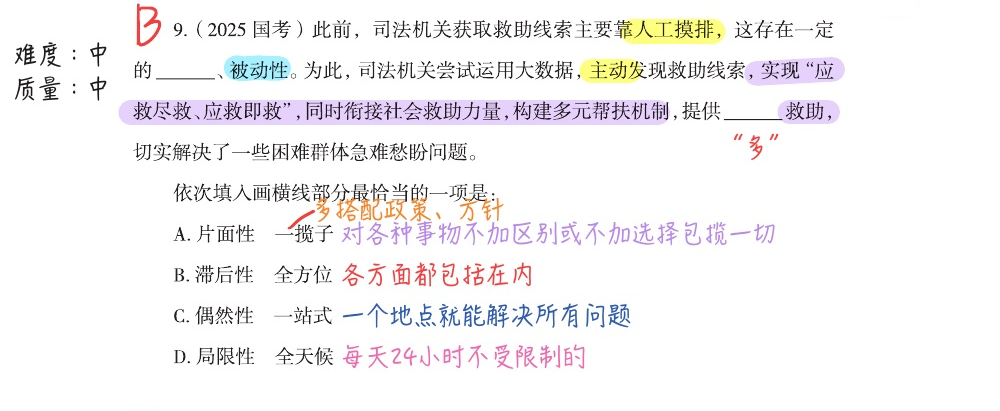 B
难度：中
质量：中
9.（2025国考）此前，司法机关获取救助线索主要靠人工摸排，这存在一定
的______、被动性。为此，司法机关尝试运用大数据，主动发现救助线索，实现“应
救尽救、应救即救”，同时衔接社会救助力量，构建多元帮扶机制，提供______救助，
“多”
切实解决了一些困难群体急难愁盼问题。
依次填入画横线部分最恰当的一项是：
多搭配政策、方针
A. 片面性 一揽子 对各种事物不加区别或不加选择包揽一切
B. 滞后性 全方位 各方面都包括在内
C. 偶然性 一站式 一个地点就能解决所有问题
D. 局限性 全天候 每天24小时不受限制的